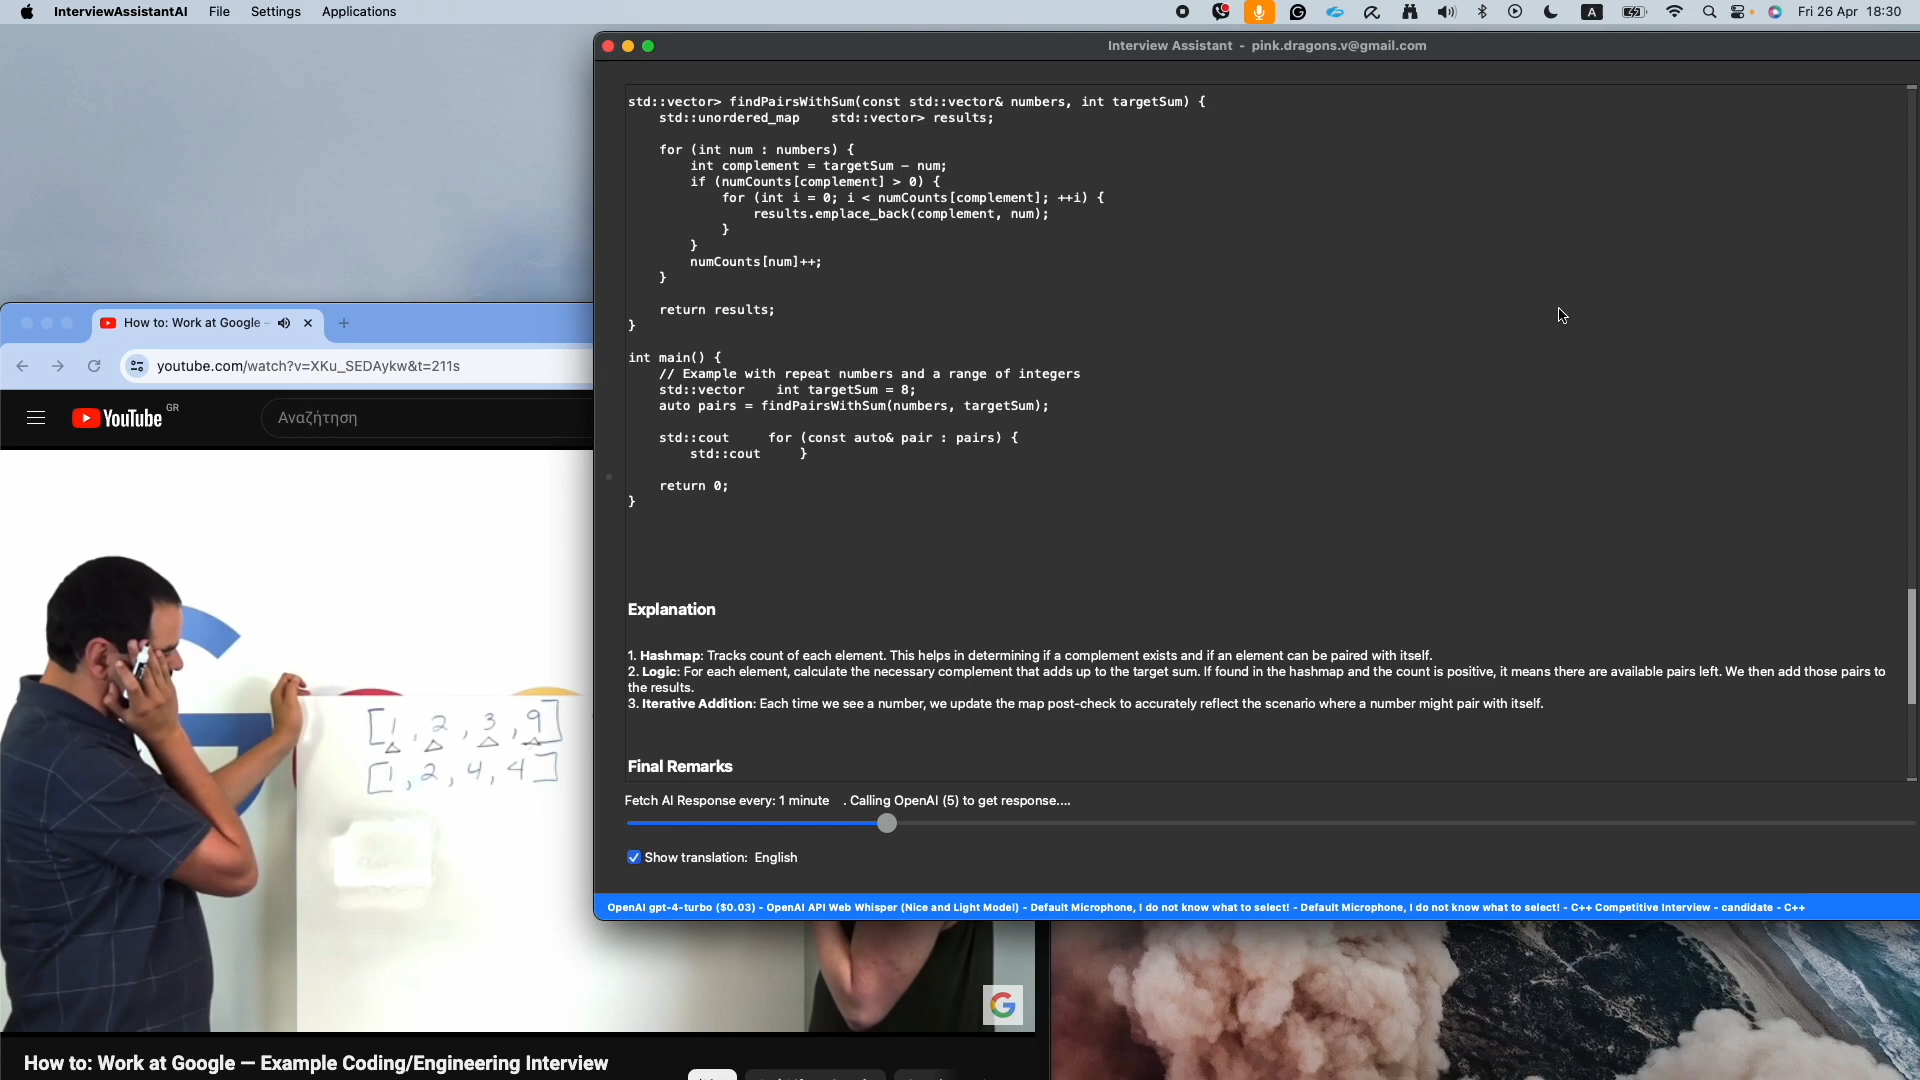 InterviewAssistantAI File Settings Applications
A
Fri 26 Apr 18:30
Interview Assistant - pink.dragons.v@gmail.com
std::vector> findPairsWithSum(const std::vector& numbers, int targetSum) {
std::unordered_map std::vector> results;
for (int num : numbers) {
int complement = targetSum - num;
if (numCounts[complement] > 0) {
for (int i = 0; i < numCounts[complement]; ++i) {
results.emplace_back(complement, num);
}
}
numCounts[num]++;
}
return results;
}
int main() {
// Example with repeat numbers and a range of integers
std::vector int targetSum = 8;
auto pairs = findPairsWithSum(numbers, targetSum);
std::cout for (const auto& pair : pairs) {
std::cout }
return 0;
}
Explanation
1. Hashmap: Tracks count of each element. This helps in determining if a complement exists and if an element can be paired with itself.
2. Logic: For each element, calculate the necessary complement that adds up to the target sum. If found in the hashmap and the count is positive, it means there are available pairs left. We then add those pairs to
the results.
3. Iterative Addition: Each time we see a number, we update the map post-check to accurately reflect the scenario where a number might pair with itself.
Final Remarks
Fetch AI Response every: 1 minute . Calling OpenAI (5) to get response....
Show translation: English
OpenAI gpt-4-turbo ($0.03) - OpenAI API Web Whisper (Nice and Light Model) - Default Microphone, I do not know what to select! - Default Microphone, I do not know what to select! - C++ Competitive Interview - candidate - C++
How to: Work at Google -
youtube.com/watch?v=XKu_SEDAykw&t=211s
YouTube GR
Αναζήτηση
[1, 2, 3, 9]
[1, 2, 4, 4]
G
How to: Work at Google — Example Coding/Engineering Interview